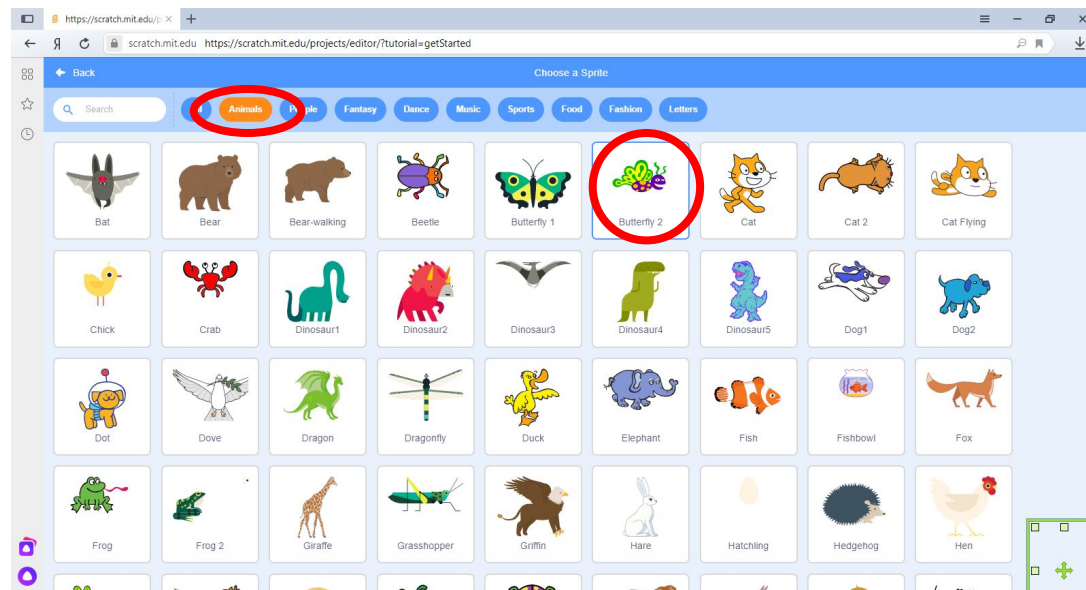 https://scratch.mit.edu/p
Я scratch.mit.edu https://scratch.mit.edu/projects/editor/?tutorial=getStarted
Back Choose a Sprite
Search Animals People Fantasy Dance Music Sports Food Fashion Letters
Bat Bear Bear-walking Beetle Butterfly 1 Butterfly 2 Cat Cat 2 Cat Flying
Chick Crab Dinosaur1 Dinosaur2 Dinosaur3 Dinosaur4 Dinosaur5 Dog1 Dog2
Dot Dove Dragon Dragonfly Duck Elephant Fish Fishbowl Fox
Frog Frog 2 Giraffe Grasshopper Griffin Hare Hatchling Hedgehog Hen